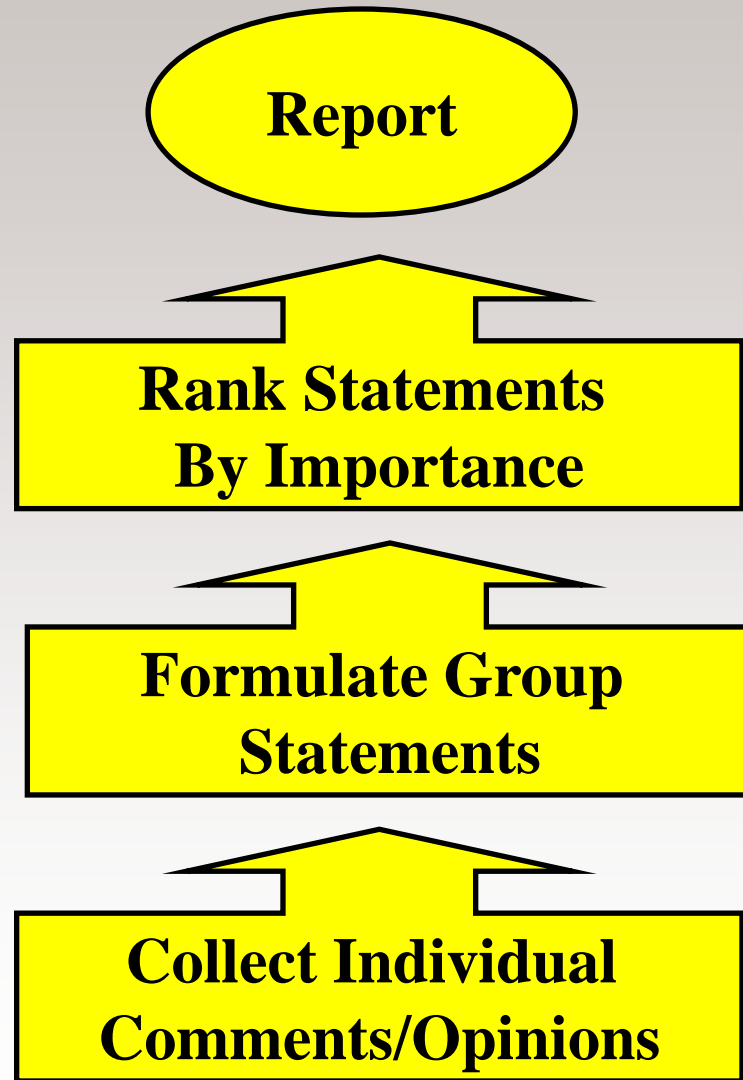 Report
Rank Statements
By Importance
Formulate Group
Statements
Collect Individual
Comments/Opinions